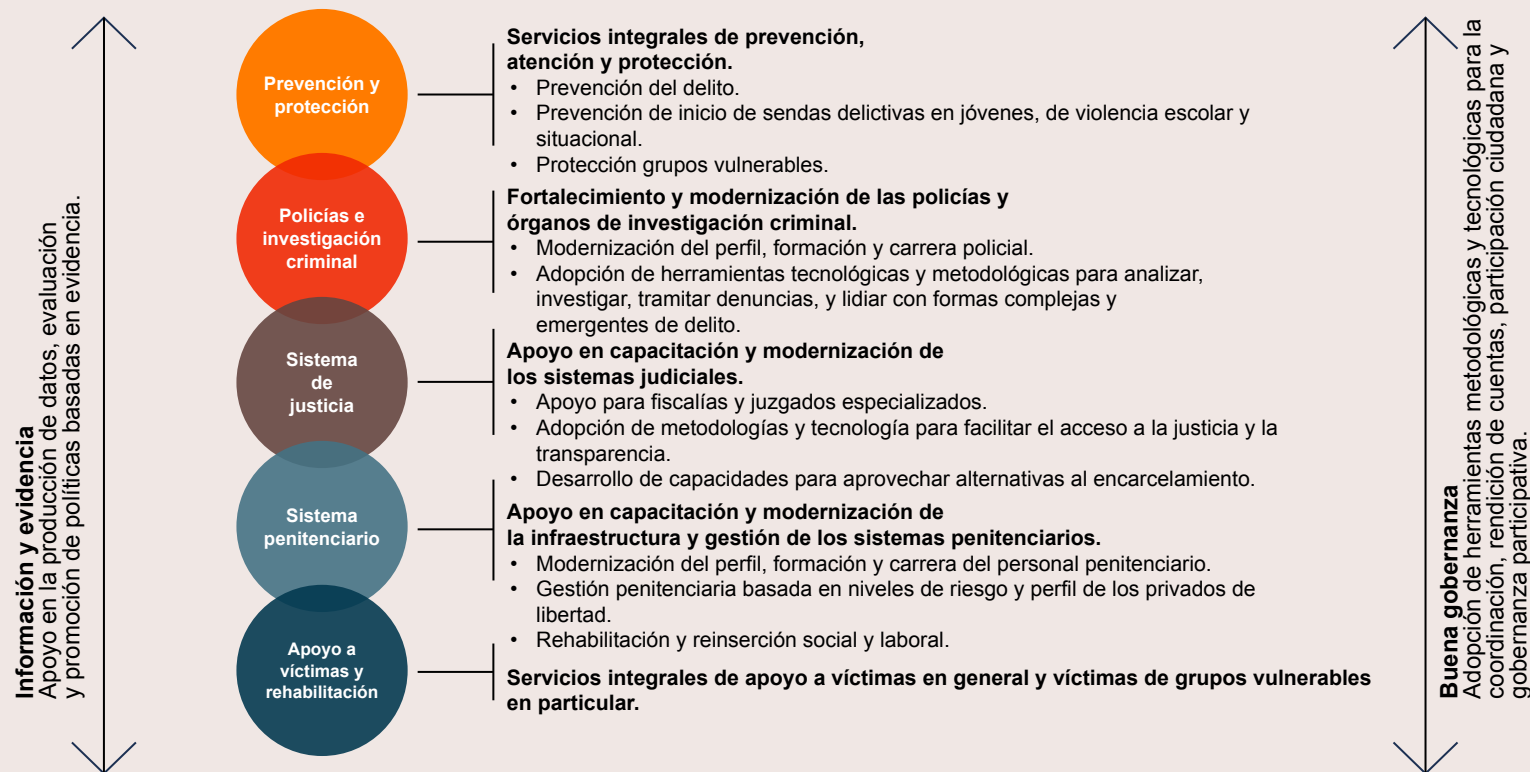 Información y evidencia
Apoyo en la producción de datos, evaluación
y promoción de políticas basadas en evidencia.
Prevención y
protección
Servicios integrales de prevención,
atención y protección.
• Prevención del delito.
• Prevención de inicio de sendas delictivas en jóvenes, de violencia escolar y
situacional.
• Protección grupos vulnerables.
Policías e
investigación
criminal
Fortalecimiento y modernización de las policías y
órganos de investigación criminal.
• Modernización del perfil, formación y carrera policial.
• Adopción de herramientas tecnológicas y metodológicas para analizar,
investigar, tramitar denuncias, y lidiar con formas complejas y
emergentes de delito.
Sistema
de
justicia
Apoyo en capacitación y modernización de
los sistemas judiciales.
• Apoyo para fiscalías y juzgados especializados.
• Adopción de metodologías y tecnología para facilitar el acceso a la justicia y la
transparencia.
• Desarrollo de capacidades para aprovechar alternativas al encarcelamiento.
Sistema
penitenciario
Apoyo en capacitación y modernización de
la infraestructura y gestión de los sistemas penitenciarios.
• Modernización del perfil, formación y carrera del personal penitenciario.
• Gestión penitenciaria basada en niveles de riesgo y perfil de los privados de
libertad.
• Rehabilitación y reinserción social y laboral.
Apoyo a
víctimas y
rehabilitación
Servicios integrales de apoyo a víctimas en general y víctimas de grupos vulnerables
en particular.
Buena gobernanza
Adopción de herramientas metodológicas y tecnológicas para la
coordinación, rendición de cuentas, participación ciudadana y
gobernanza participativa.